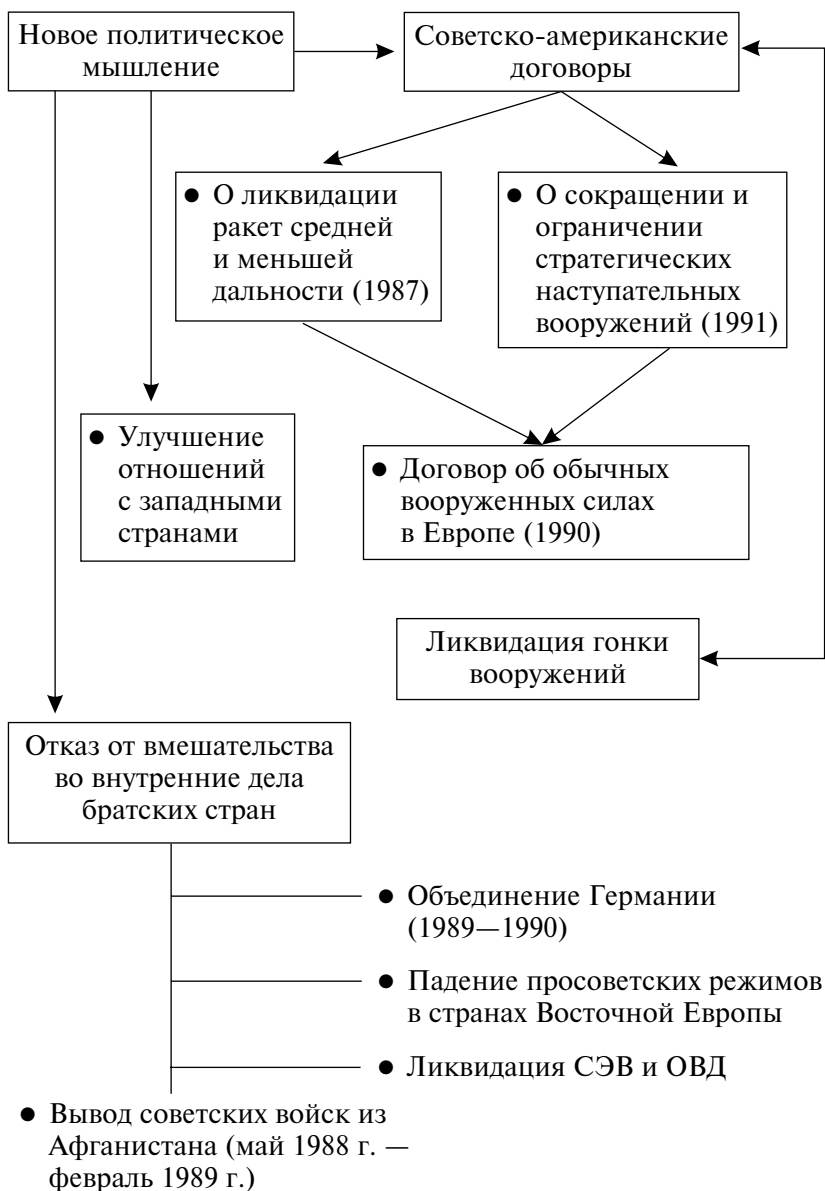 Новое политическое
мышление
Советско-американские
договоры
● О ликвидации
ракет средней
и меньшей
дальности (1987)
● О сокращении и
ограничении
стратегических
наступательных
вооружений (1991)
● Улучшение
отношений
с западными
странами
● Договор об обычных
вооруженных силах
в Европе (1990)
Ликвидация гонки
вооружений
Отказ от вмешательства
во внутренние дела
братских стран
● Объединение Германии
(1989—1990)
● Падение просоветских режимов
в странах Восточной Европы
● Ликвидация СЭВ и ОВД
● Вывод советских войск из
Афганистана (май 1988 г. —
февраль 1989 г.)